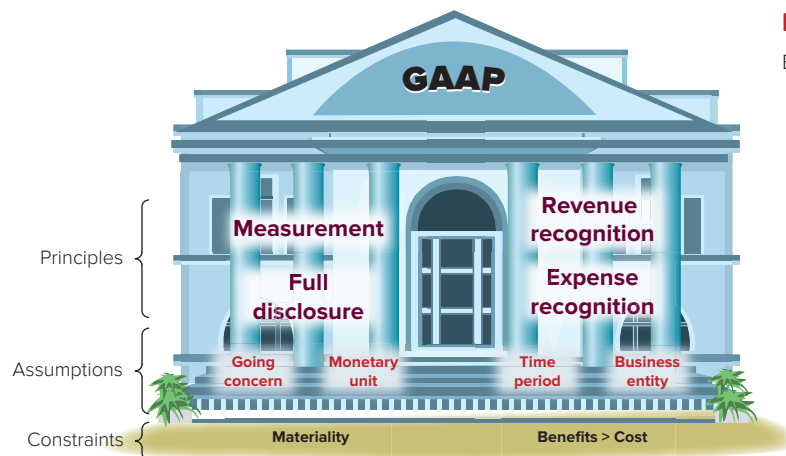 GAAP
Principles
Measurement
Full
disclosure
Revenue
recognition
Expense
recognition
Assumptions
Going
concern
Monetary
unit
Time
period
Business
entity
Constraints
Materiality
Benefits > Cost